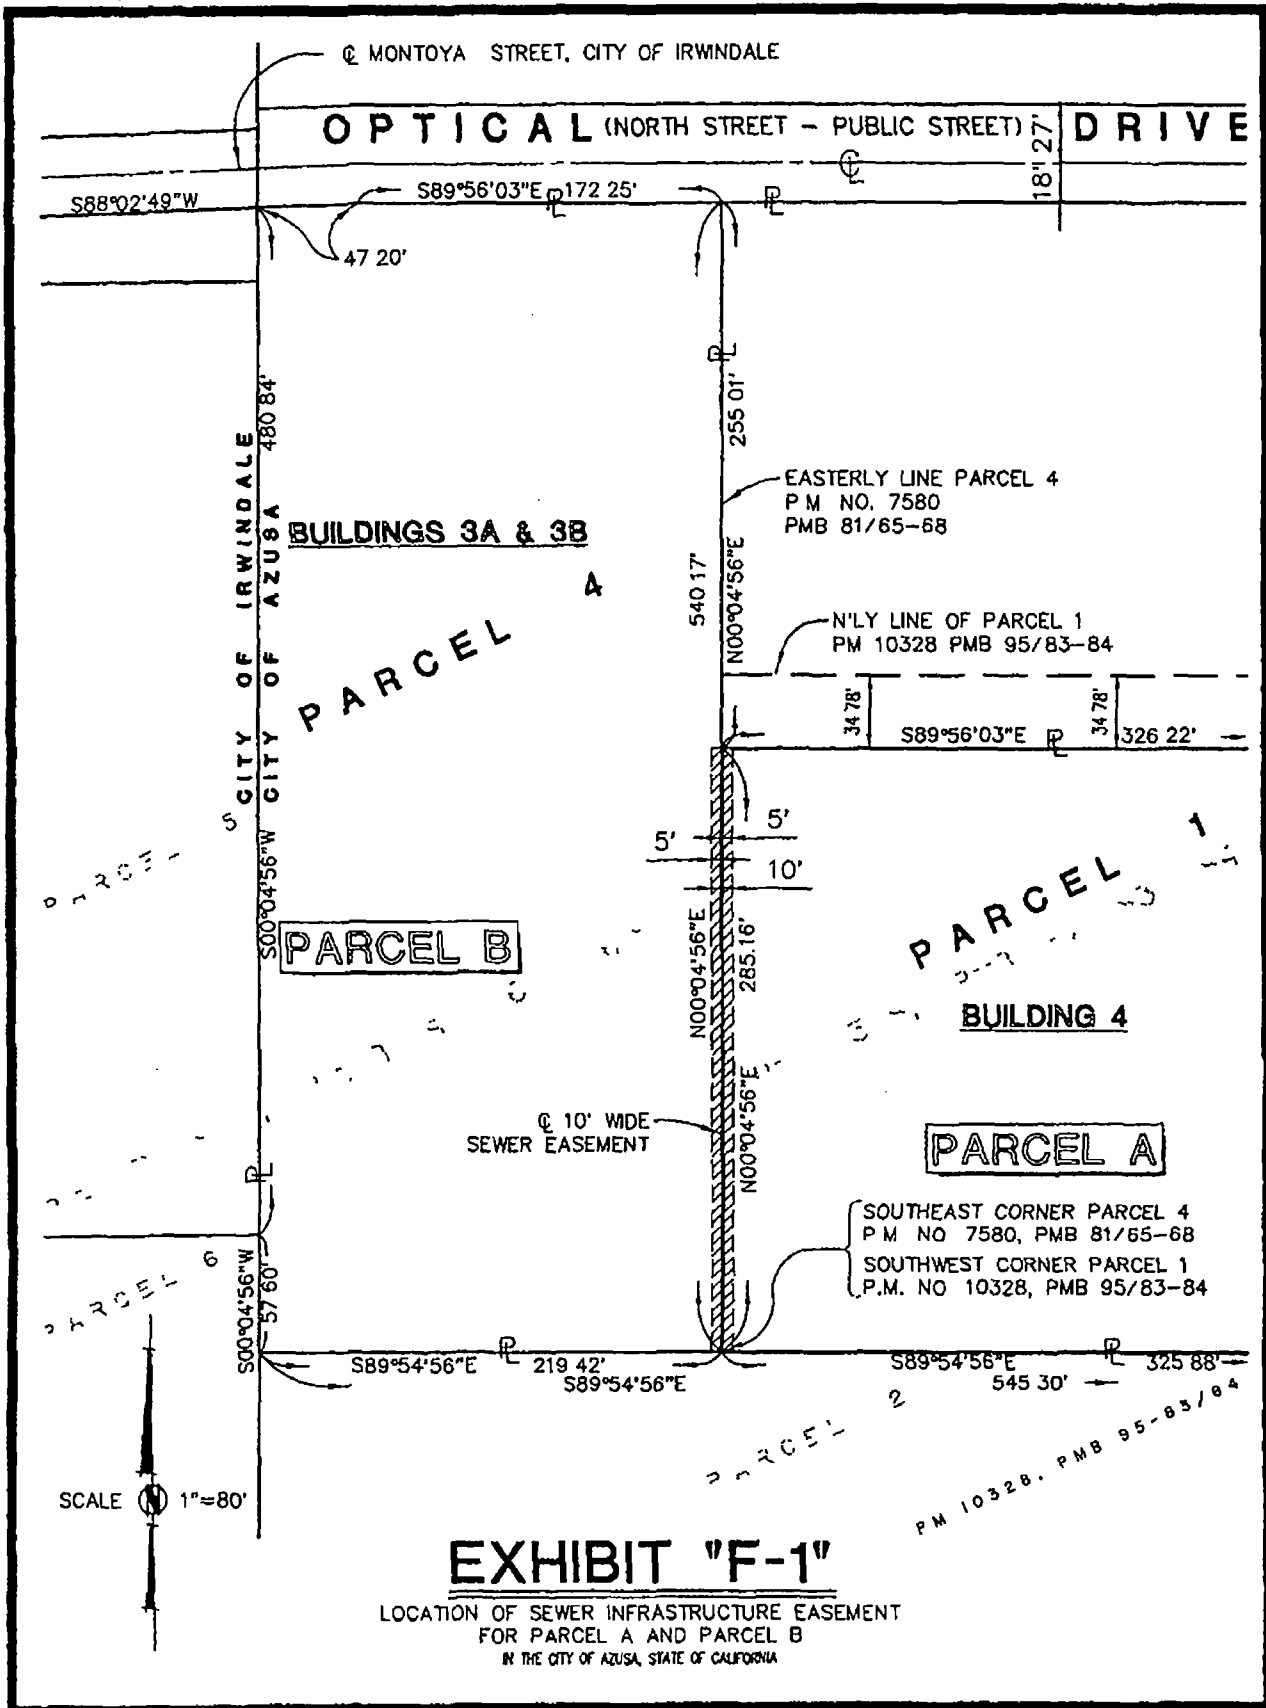 ℄ MONTOYA STREET, CITY OF IRWINDALE
OPTICAL (NORTH STREET - PUBLIC STREET) DRIVE
118' 27'
℄
S88°02'49"W
S89°56'03"E ⅊ 172 25'
⅊
47 20'
480 84'
⅊
255 01'
CITY OF IRWINDALE
CITY OF AZUSA
EASTERLY LINE PARCEL 4
P M NO. 7580
PMB 81/65-68
BUILDINGS 3A & 3B
540 17'
N00°04'56"E
PARCEL 4
N'LY LINE OF PARCEL 1
PM 10328 PMB 95/83-84
34 78'
34 78'
S89°56'03"E ⅊ 326 22'
PARCEL 5
5'
5'
10'
S00°04'56"W
PARCEL 1
PARCEL B
N00°04'56"E
285.16'
BUILDING 4
N00°04'56"E
℄ 10' WIDE
SEWER EASEMENT
PARCEL A
⅊
SOUTHEAST CORNER PARCEL 4
P M NO 7580, PMB 81/65-68
SOUTHWEST CORNER PARCEL 1
P.M. NO 10328, PMB 95/83-84
PARCEL 6
S00°04'56"W
57 60'
S89°54'56"E ⅊ 219 42'
S89°54'56"E
S89°54'56"E ⅊ 325 88'
545 30'
PARCEL 2
PM 10328, PMB 95-83/84
SCALE N 1"=80'
EXHIBIT "F-1"
LOCATION OF SEWER INFRASTRUCTURE EASEMENT
FOR PARCEL A AND PARCEL B
IN THE CITY OF AZUSA, STATE OF CALIFORNIA